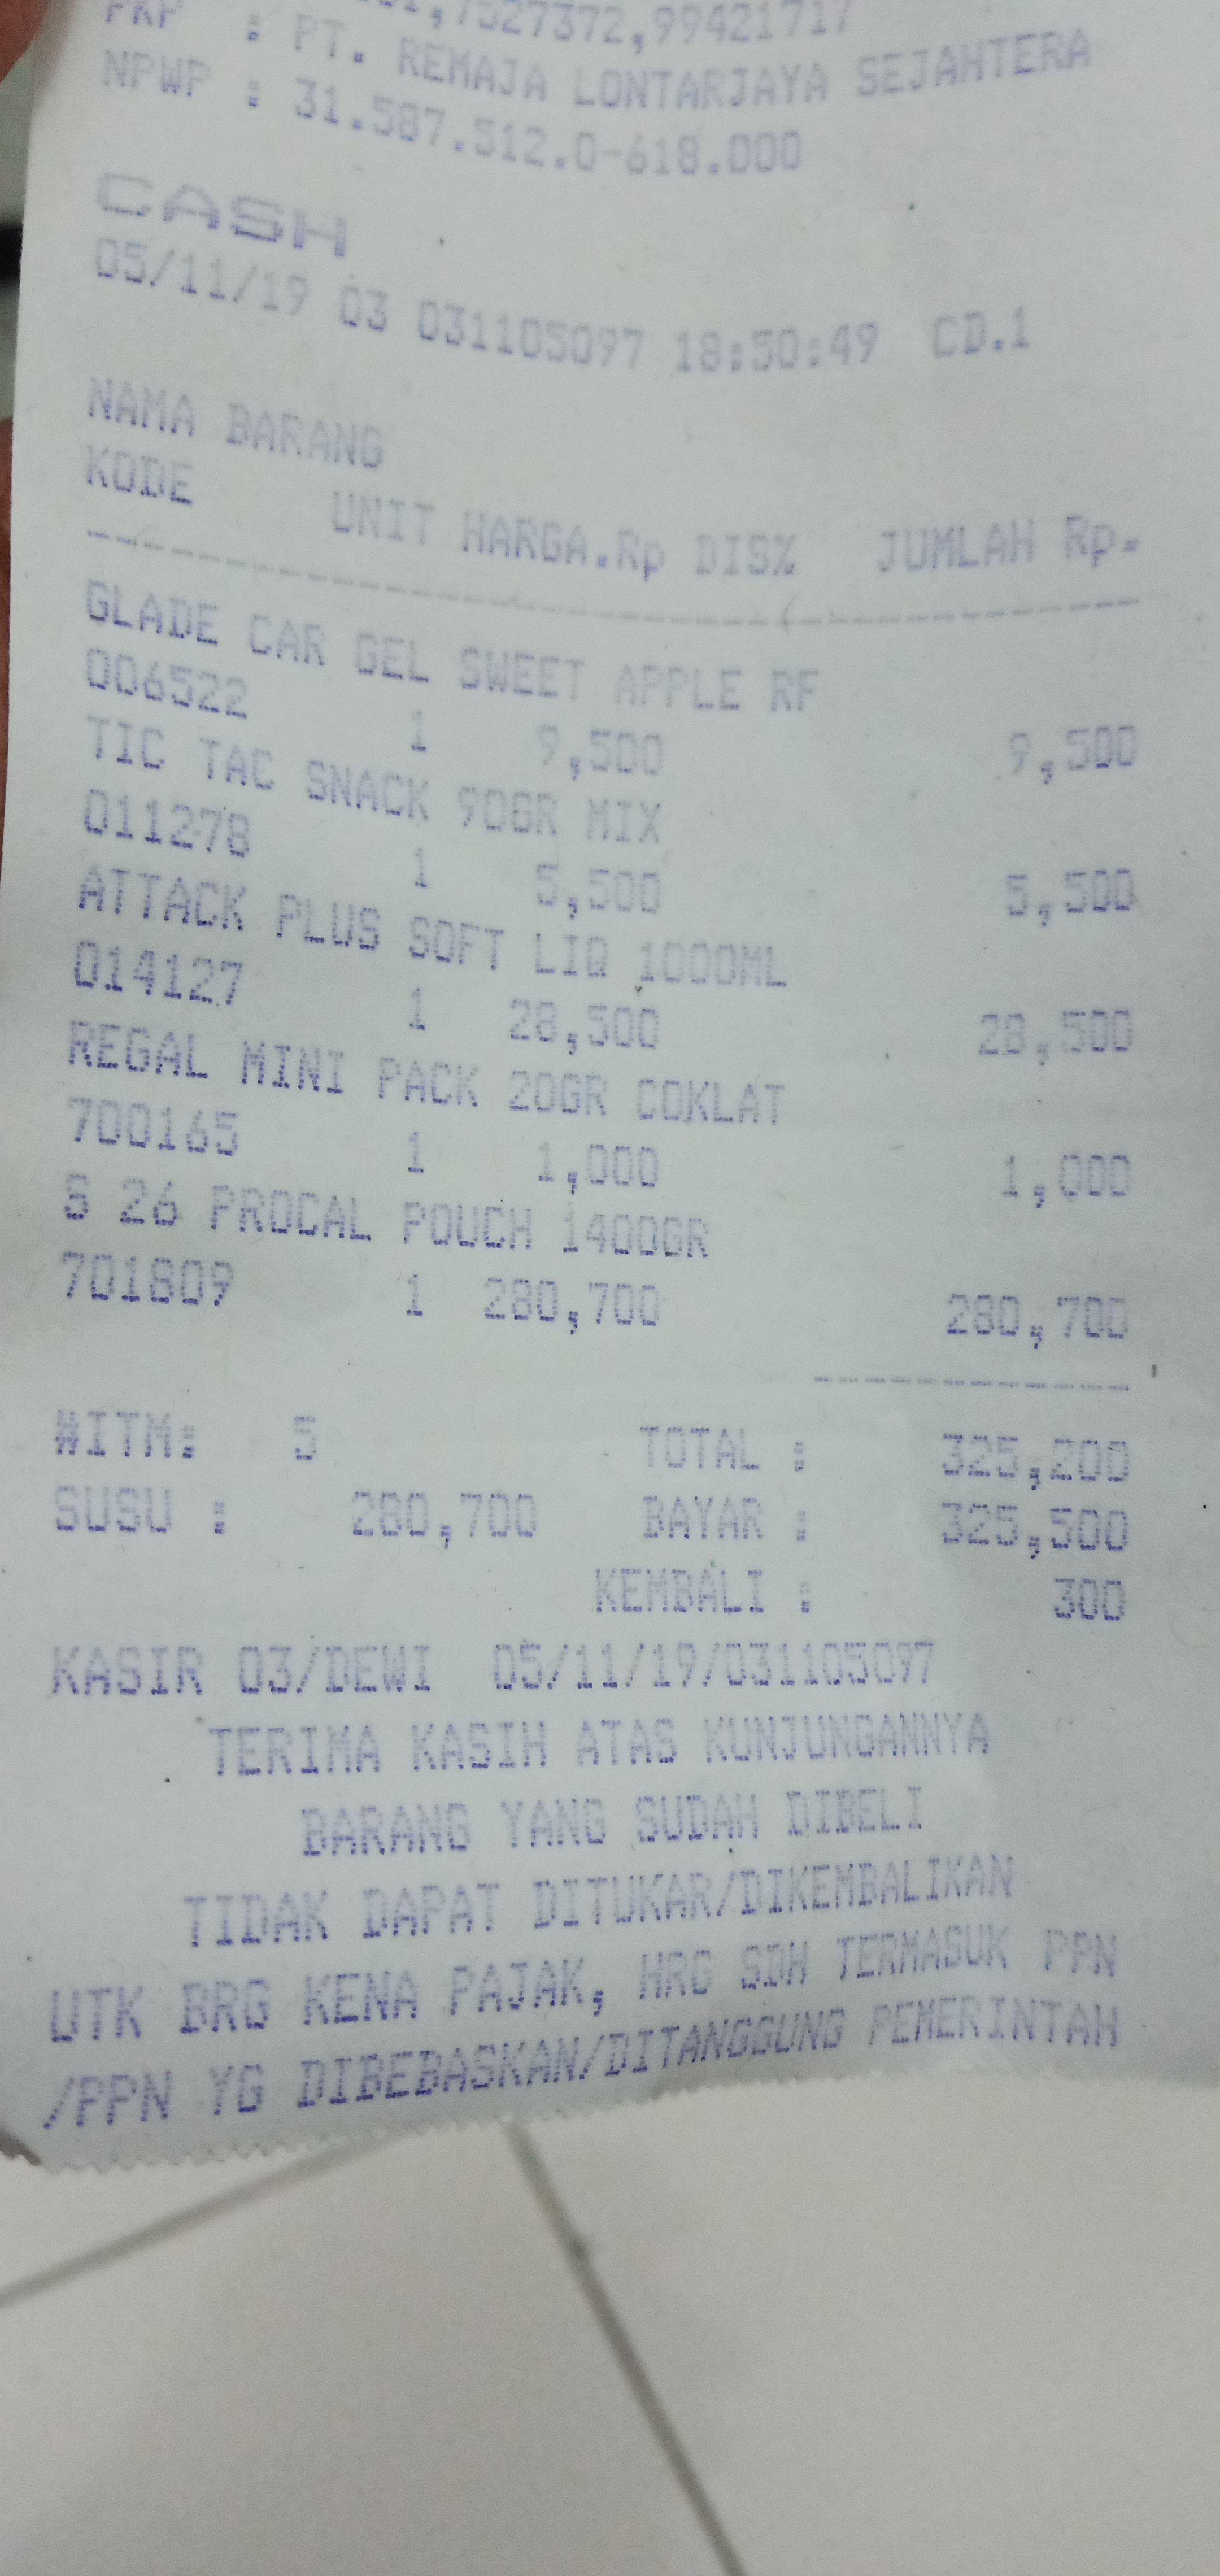 ,7527372,99421717
PKP : PT. REMAJA LONTARJAYA SEJAHTERA
NPWP : 31.587.512.0-618.000
CASH
05/11/19 03 031105097 18:50:49 CD.1
NAMA BARANG
KODE UNIT HARGA.Rp DIS% JUMLAH Rp.
GLADE CAR GEL SWEET APPLE RF
006522 1 9,500 9,500
TIC TAC SNACK 90GR MIX
011278 1 5,500 5,500
ATTACK PLUS SOFT LIQ 1000ML
014127 1 28,500 28,500
REGAL MINI PACK 20GR COKLAT
700165 1 1,000 1,000
S 26 PROCAL POUCH 1400GR
701809 1 280,700 280,700
#ITM: 5 TOTAL : 325,200
SUSU : 280,700 BAYAR : 325,500
KEMBALI : 300
KASIR 03/DEWI 05/11/19/031105097
TERIMA KASIH ATAS KUNJUNGANNYA
BARANG YANG SUDAH DIBELI
TIDAK DAPAT DITUKAR/DIKEMBALIKAN
UTK BRG KENA PAJAK, HRG SDH TERMASUK PPN
/PPN YG DIBEBASKAN/DITANGGUNG PEMERINTAH